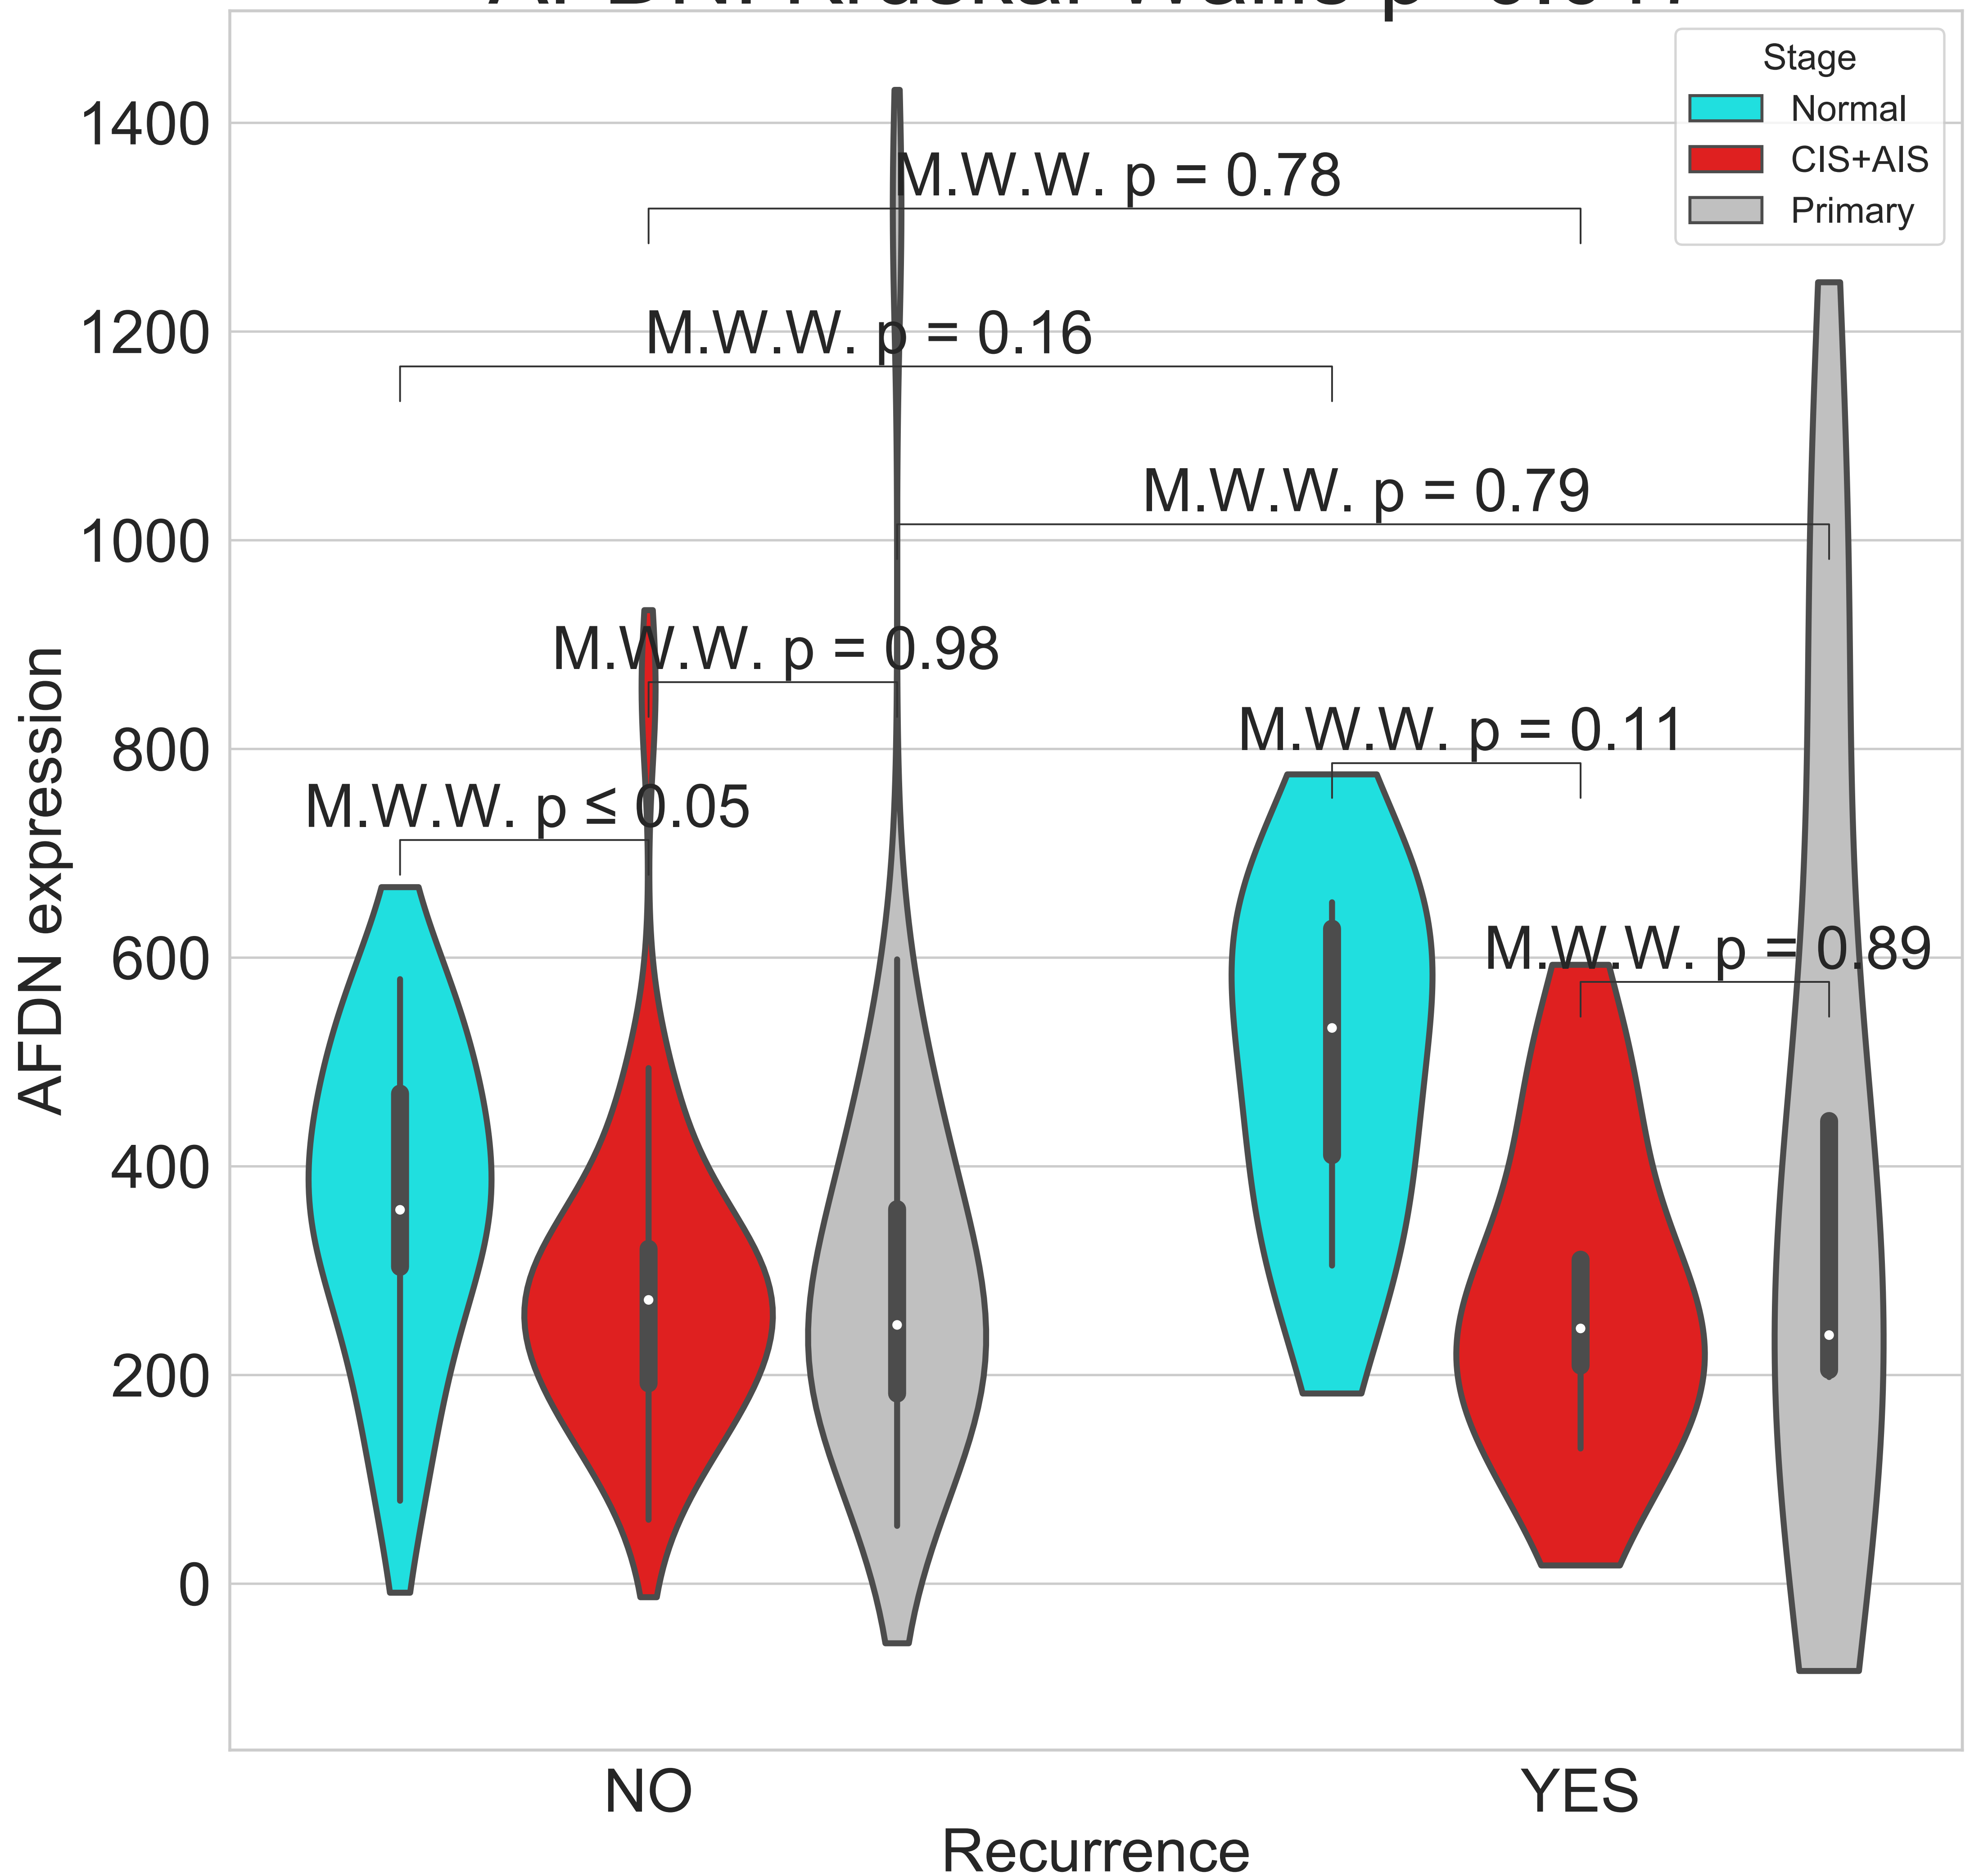 Stage
Normal
CIS+AIS
Primary
1400
1200
1000
800
600
400
200
0
AFDN expression
M.W.W. p = 0.78
M.W.W. p = 0.16
M.W.W. p = 0.79
M.W.W. p = 0.98
M.W.W. p = 0.11
M.W.W. p ≤ 0.05
M.W.W. p = 0.89
NO
YES
Recurrence